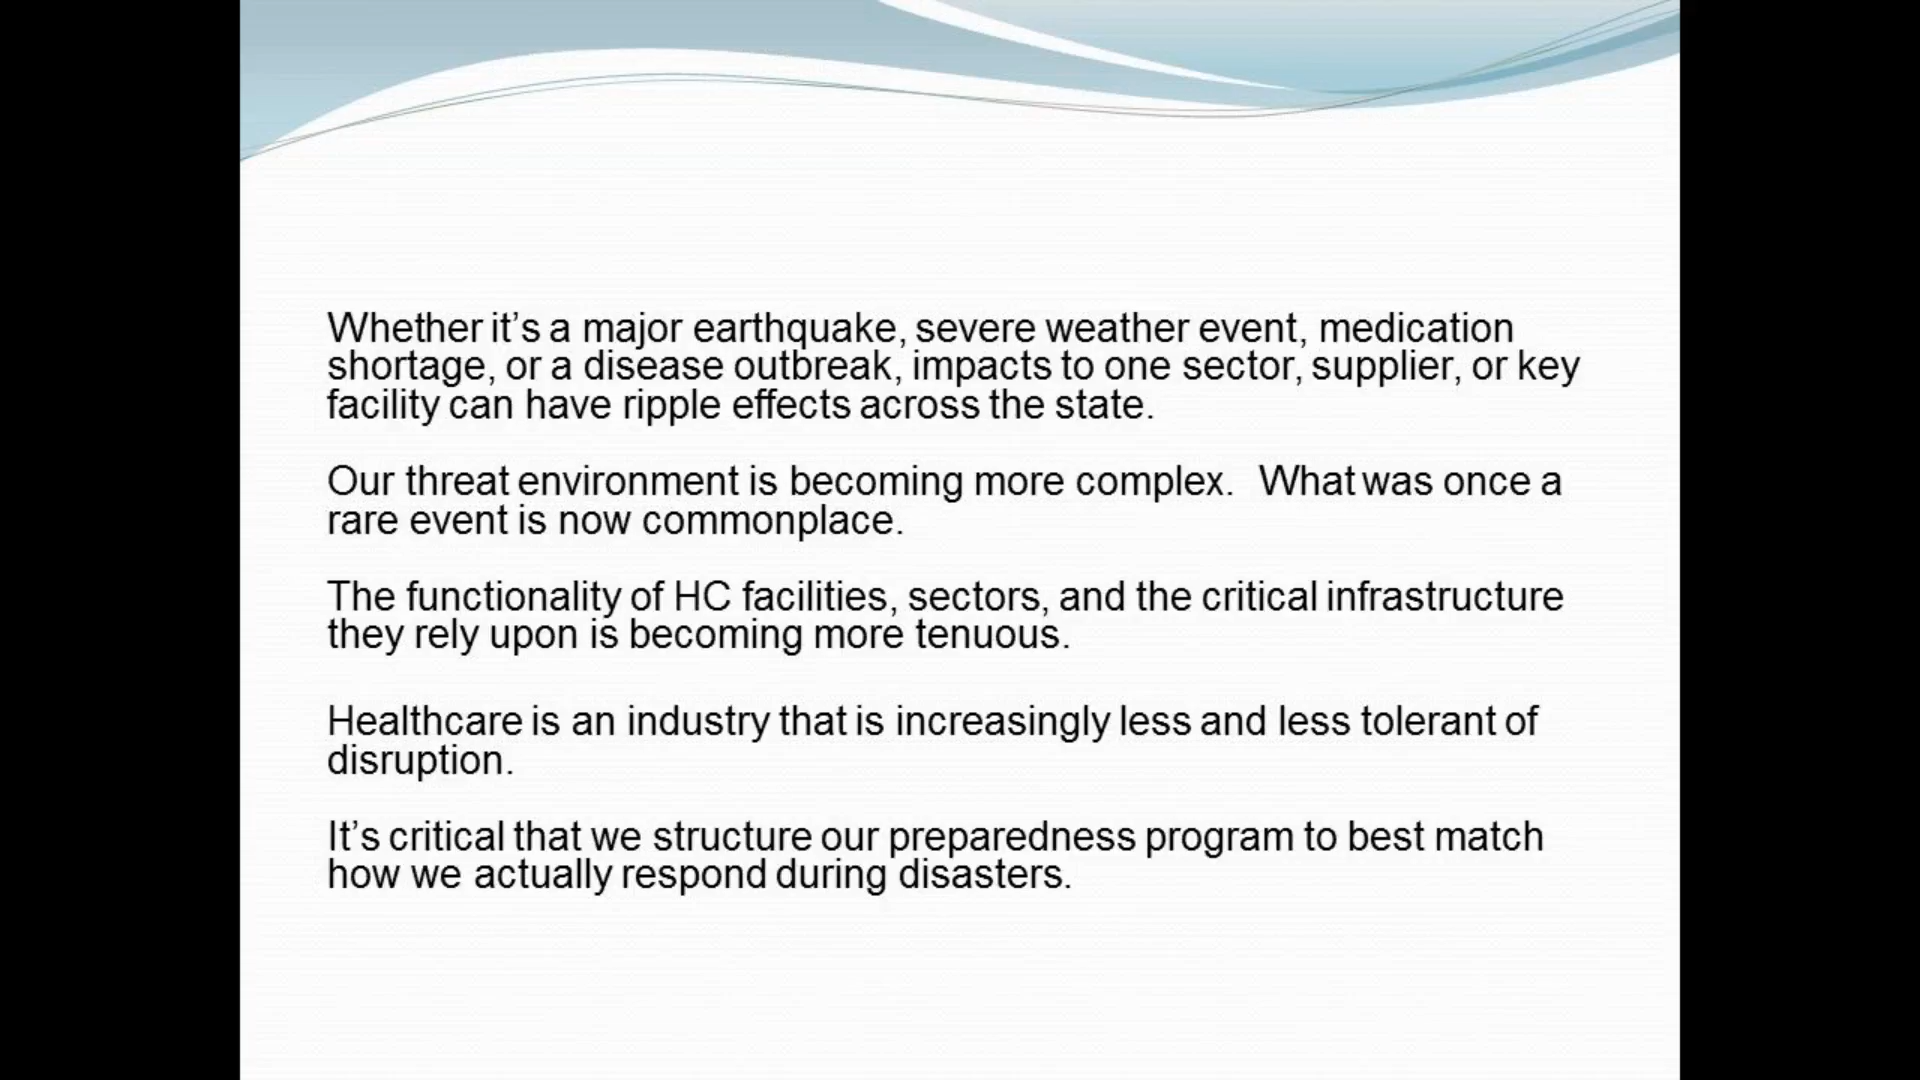 Whether it's a major earthquake, severe weather event, medication
shortage, or a disease outbreak, impacts to one sector, supplier, or key
facility can have ripple effects across the state.
Our threat environment is becoming more complex.  What was once a
rare event is now commonplace.
The functionality of HC facilities, sectors, and the critical infrastructure
they rely upon is becoming more tenuous.
Healthcare is an industry that is increasingly less and less tolerant of
disruption.
It's critical that we structure our preparedness program to best match
how we actually respond during disasters.